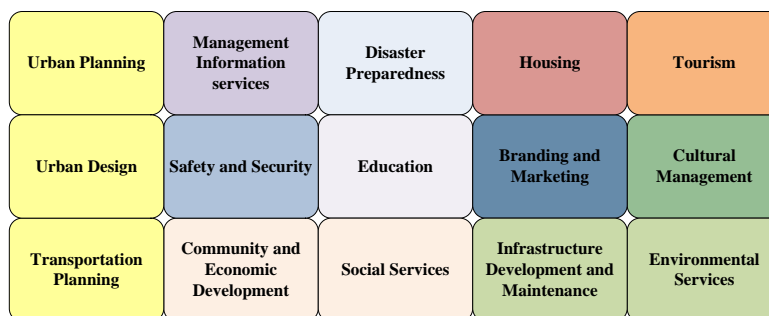 Urban Planning
Management
Information
services
Disaster
Preparedness
Housing
Tourism
Urban Design
Safety and Security
Education
Branding and
Marketing
Cultural
Management
Transportation
Planning
Community and
Economic
Development
Social Services
Infrastructure
Development and
Maintenance
Environmental
Services